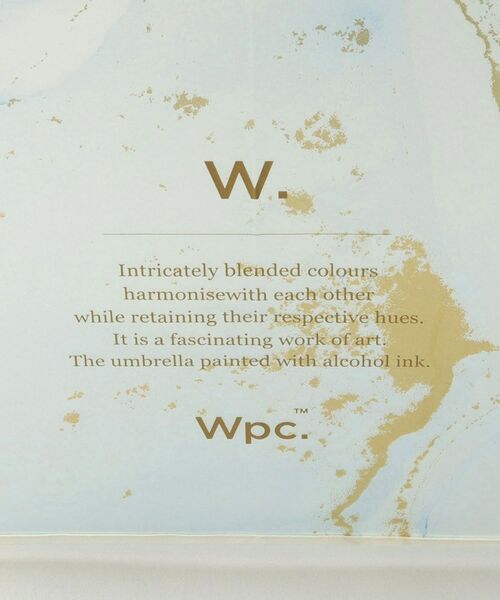 W.
Intricately blended colours
harmonisewith each other
while retaining their respective hues.
It is a fascinating work of art.
The umbrella painted with alcohol ink.
Wpc.™